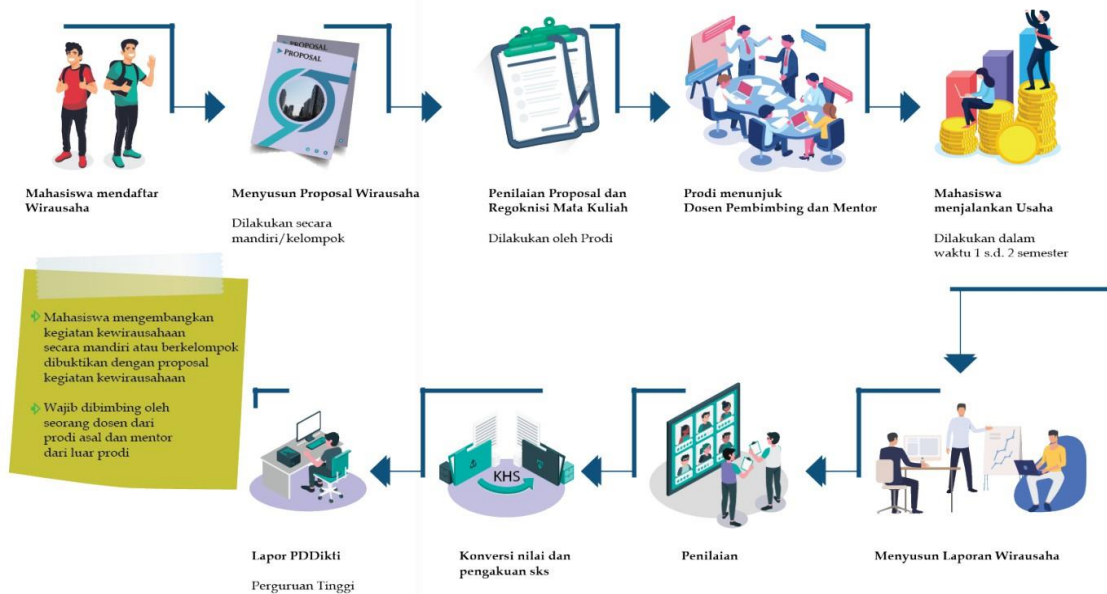 PROPOSAL
PROPOSAL
Mahasiswa mendaftar
Wirausaha
Menyusun Proposal Wirausaha
Dilakukan secara
mandiri/kelompok
Penilaian Proposal dan
Regoknisi Mata Kuliah
Dilakukan oleh Prodi
Prodi menunjuk
Dosen Pembimbing dan Mentor
Mahasiswa
menjalankan Usaha
Dilakukan dalam
waktu 1 s.d. 2 semester
Mahasiswa mengembangkan
kegiatan kewirausahaan
secara mandiri atau berkelompok
dibuktikan dengan proposal
kegiatan kewirausahaan
Wajib dibimbing oleh
seorang dosen dari
prodi asal dan mentor
dari luar prodi
KHS
Lapor PDDikti
Perguruan Tinggi
Konversi nilai dan
pengakuan sks
Penilaian
Menyusun Laporan Wirausaha